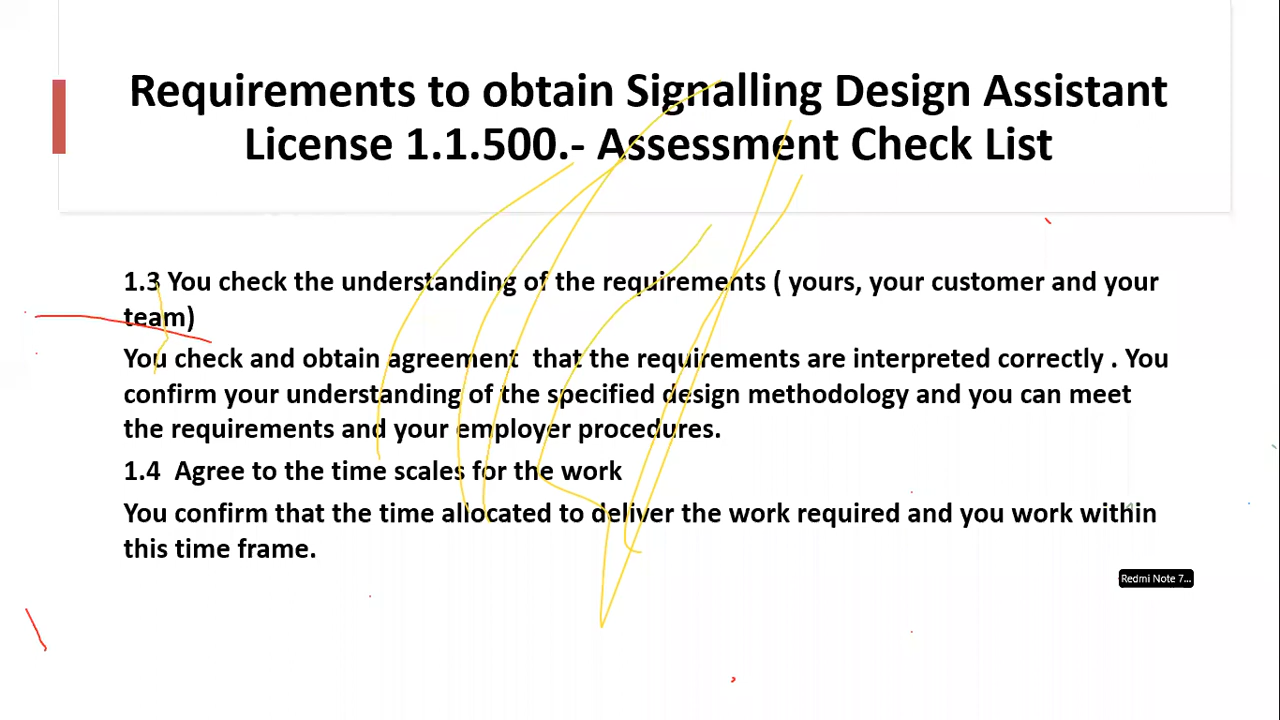 Requirements to obtain Signalling Design Assistant
License 1.1.500.- Assessment Check List
1.3 You check the understanding of the requirements ( yours, your customer and your
team)
You check and obtain agreement  that the requirements are interpreted correctly . You
confirm your understanding of the specified design methodology and you can meet
the requirements and your employer procedures.
1.4  Agree to the time scales for the work
You confirm that the time allocated to deliver the work required and you work within
this time frame.
Redmi Note 7...